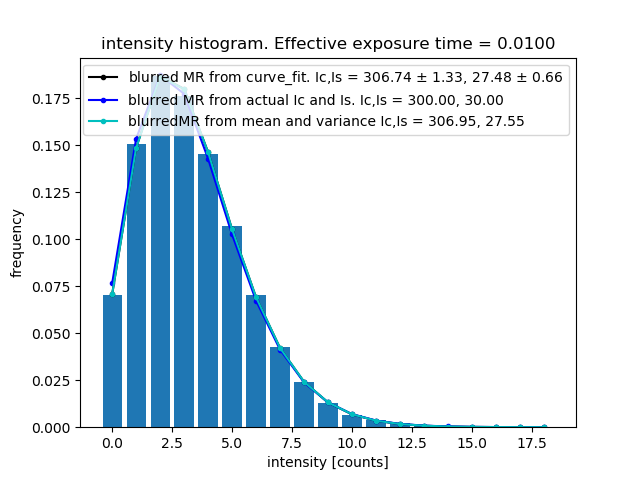 intensity histogram. Effective exposure time = 0.0100
blurred MR from curve_fit. Ic,Is = 306.74 ± 1.33, 27.48 ± 0.66
blurred MR from actual Ic and Is. Ic,Is = 300.00, 30.00
blurredMR from mean and variance Ic,Is = 306.95, 27.55
0.175
0.150
0.125
0.100
0.075
0.050
0.025
0.000
frequency
0.0 2.5 5.0 7.5 10.0 12.5 15.0 17.5
intensity [counts]